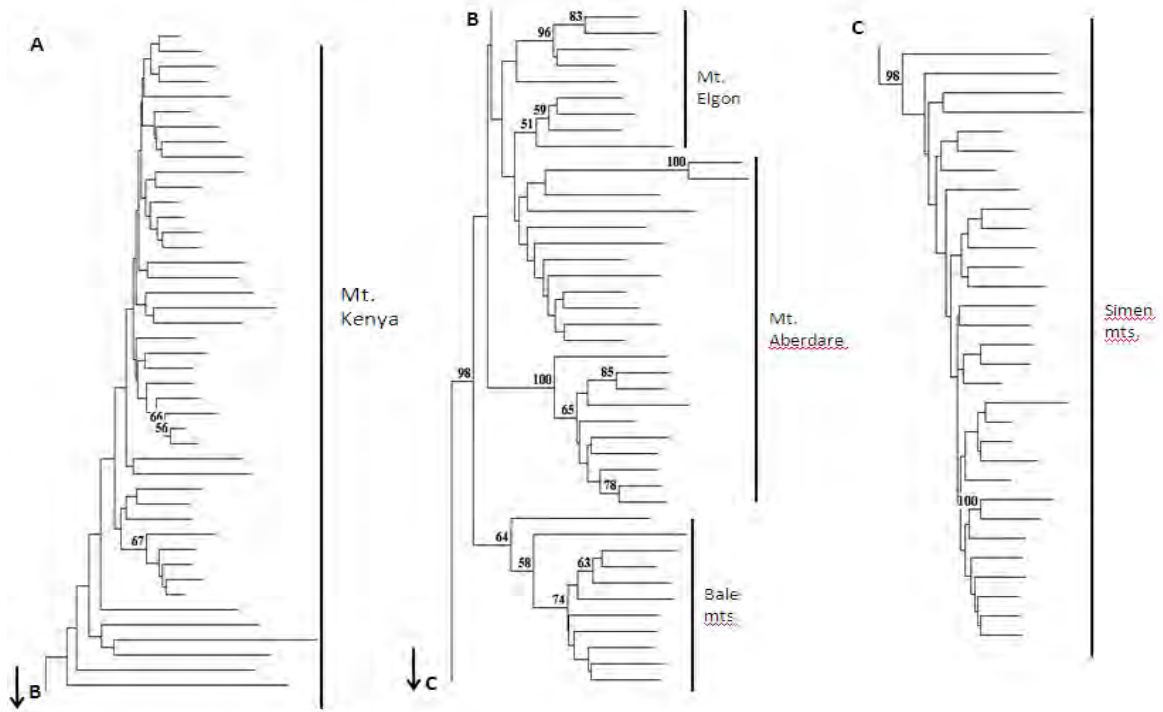 A
66
56
67
B
Mt.
Kenya
B
83
96
59
51
100
98
100
85
65
78
64
58
63
74
C
Mt.
Elgon
Mt.
Aberdare
Bale
mts
C
98
100
Simen
mts.